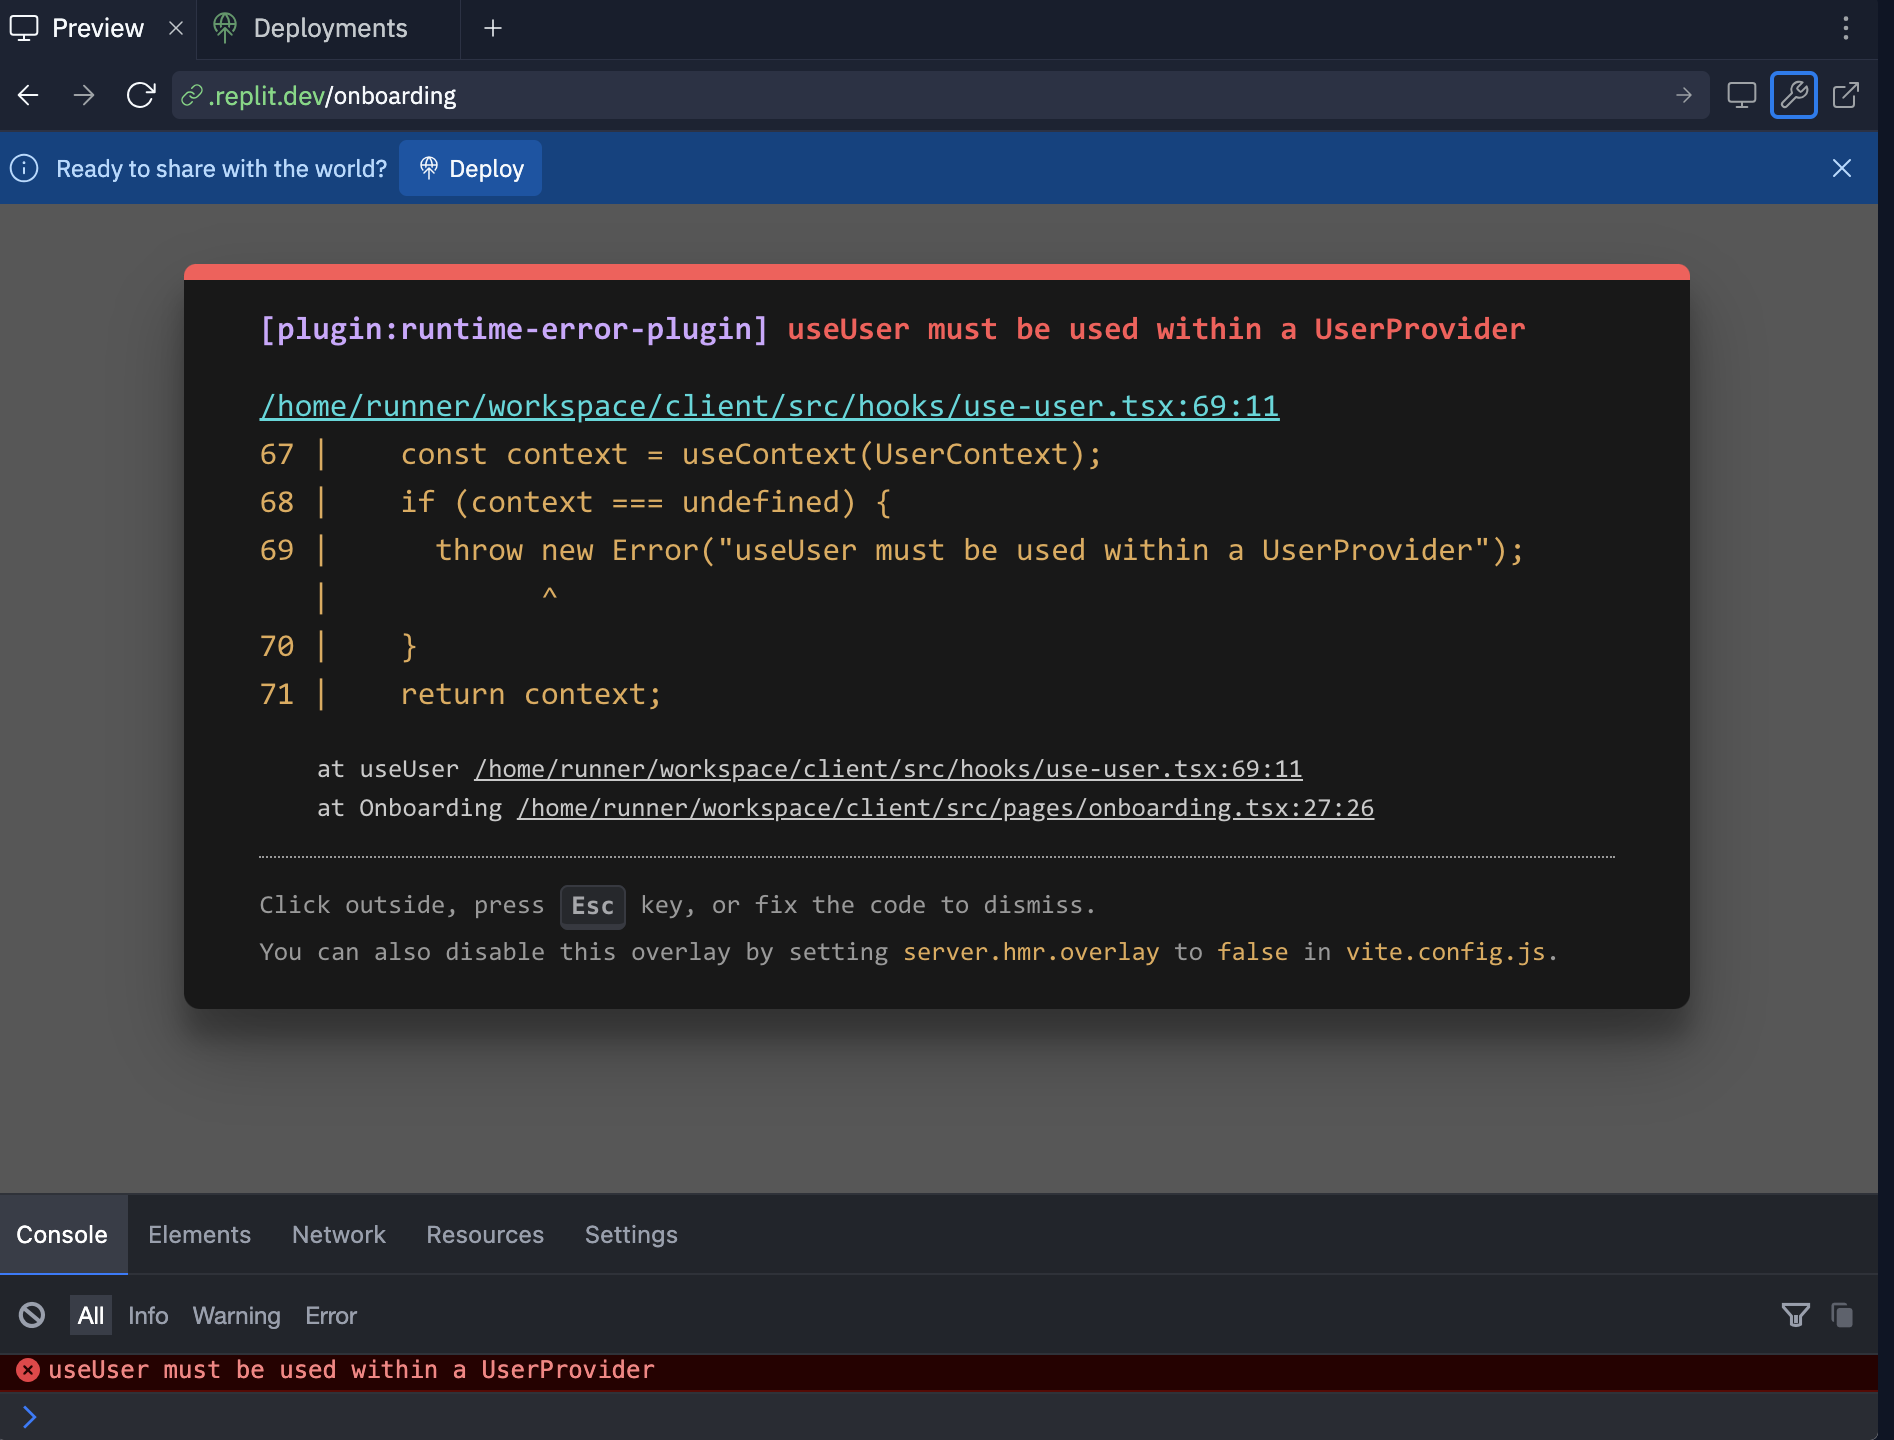 Preview
Deployments
.replit.dev/onboarding
Ready to share with the world?
Deploy
[plugin:runtime-error-plugin] useUser must be used within a UserProvider
/home/runner/workspace/client/src/hooks/use-user.tsx:69:11
67 |    const context = useContext(UserContext);
68 |    if (context === undefined) {
69 |      throw new Error("useUser must be used within a UserProvider");
   |            ^
70 |    }
71 |    return context;
at useUser /home/runner/workspace/client/src/hooks/use-user.tsx:69:11
at Onboarding /home/runner/workspace/client/src/pages/onboarding.tsx:27:26
Click outside, press Esc key, or fix the code to dismiss.
You can also disable this overlay by setting server.hmr.overlay to false in vite.config.js.
Console Elements Network Resources Settings
All Info Warning Error
useUser must be used within a UserProvider